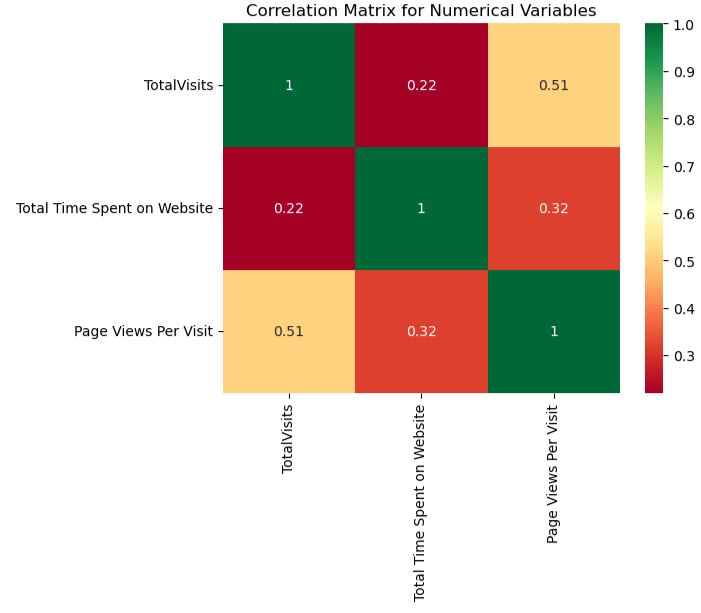 Correlation Matrix for Numerical Variables
TotalVisits
1
0.22
0.51
Total Time Spent on Website
0.22
1
0.32
Page Views Per Visit
0.51
0.32
1
TotalVisits
Total Time Spent on Website
Page Views Per Visit
1.0
0.9
0.8
0.7
0.6
0.5
0.4
0.3